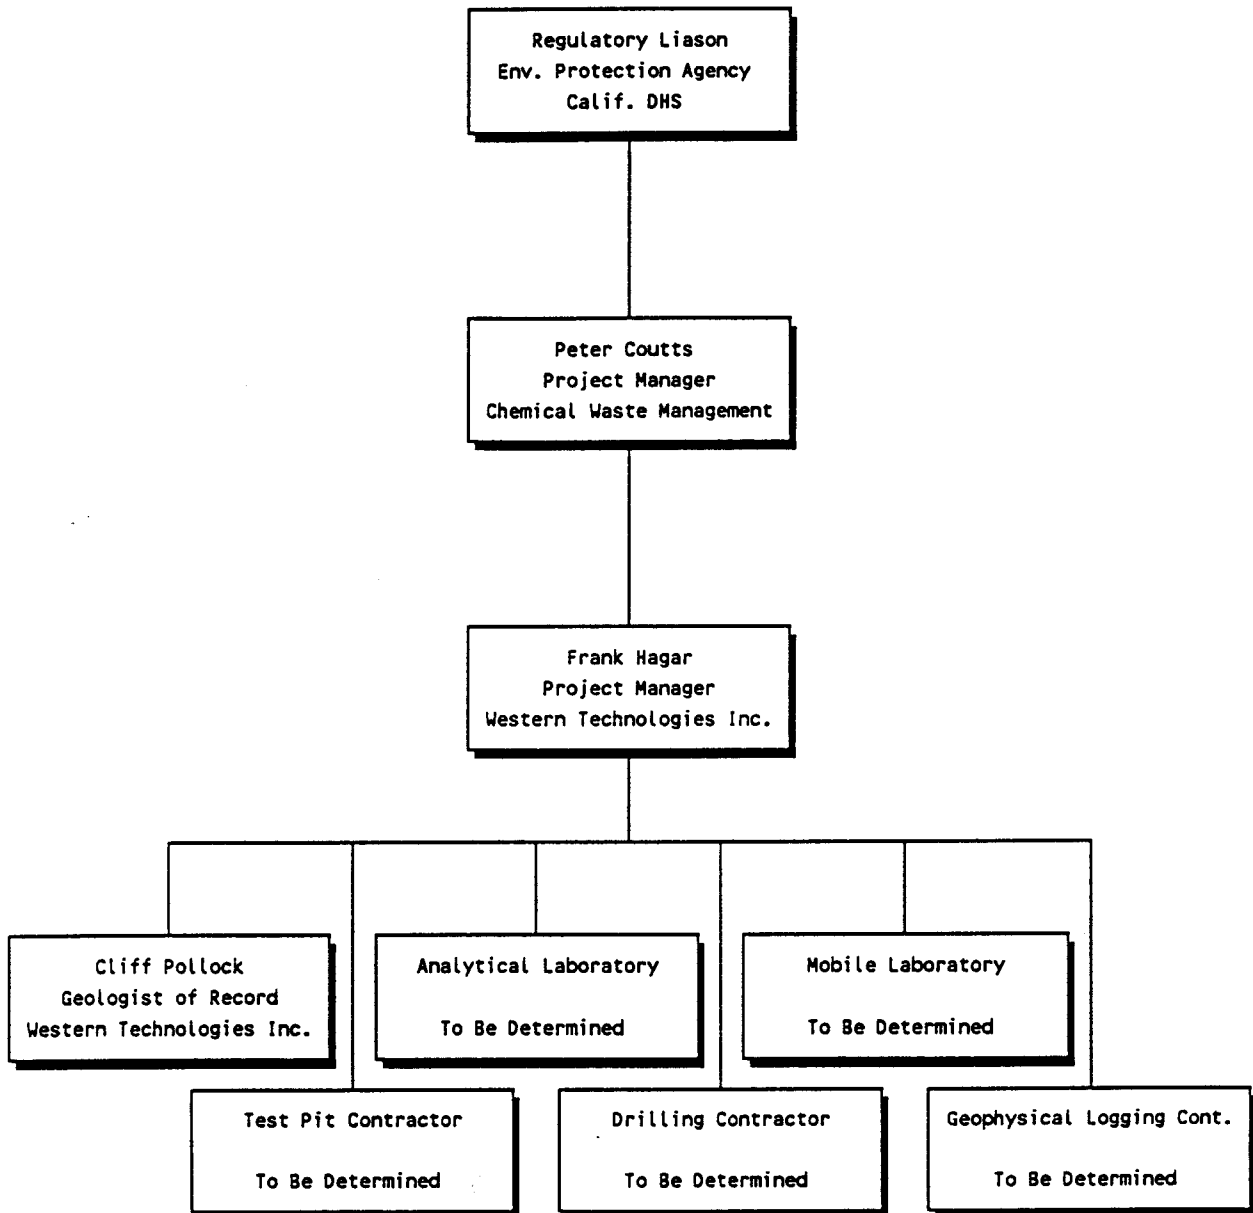 Regulatory Liason
Env. Protection Agency
Calif. DHS
Peter Coutts
Project Manager
Chemical Waste Management
Frank Hagar
Project Manager
Western Technologies Inc.
Cliff Pollock
Geologist of Record
Western Technologies Inc.
Analytical Laboratory
To Be Determined
Mobile Laboratory
To Be Determined
Test Pit Contractor
To Be Determined
Drilling Contractor
To Be Determined
Geophysical Logging Cont.
To Be Determined